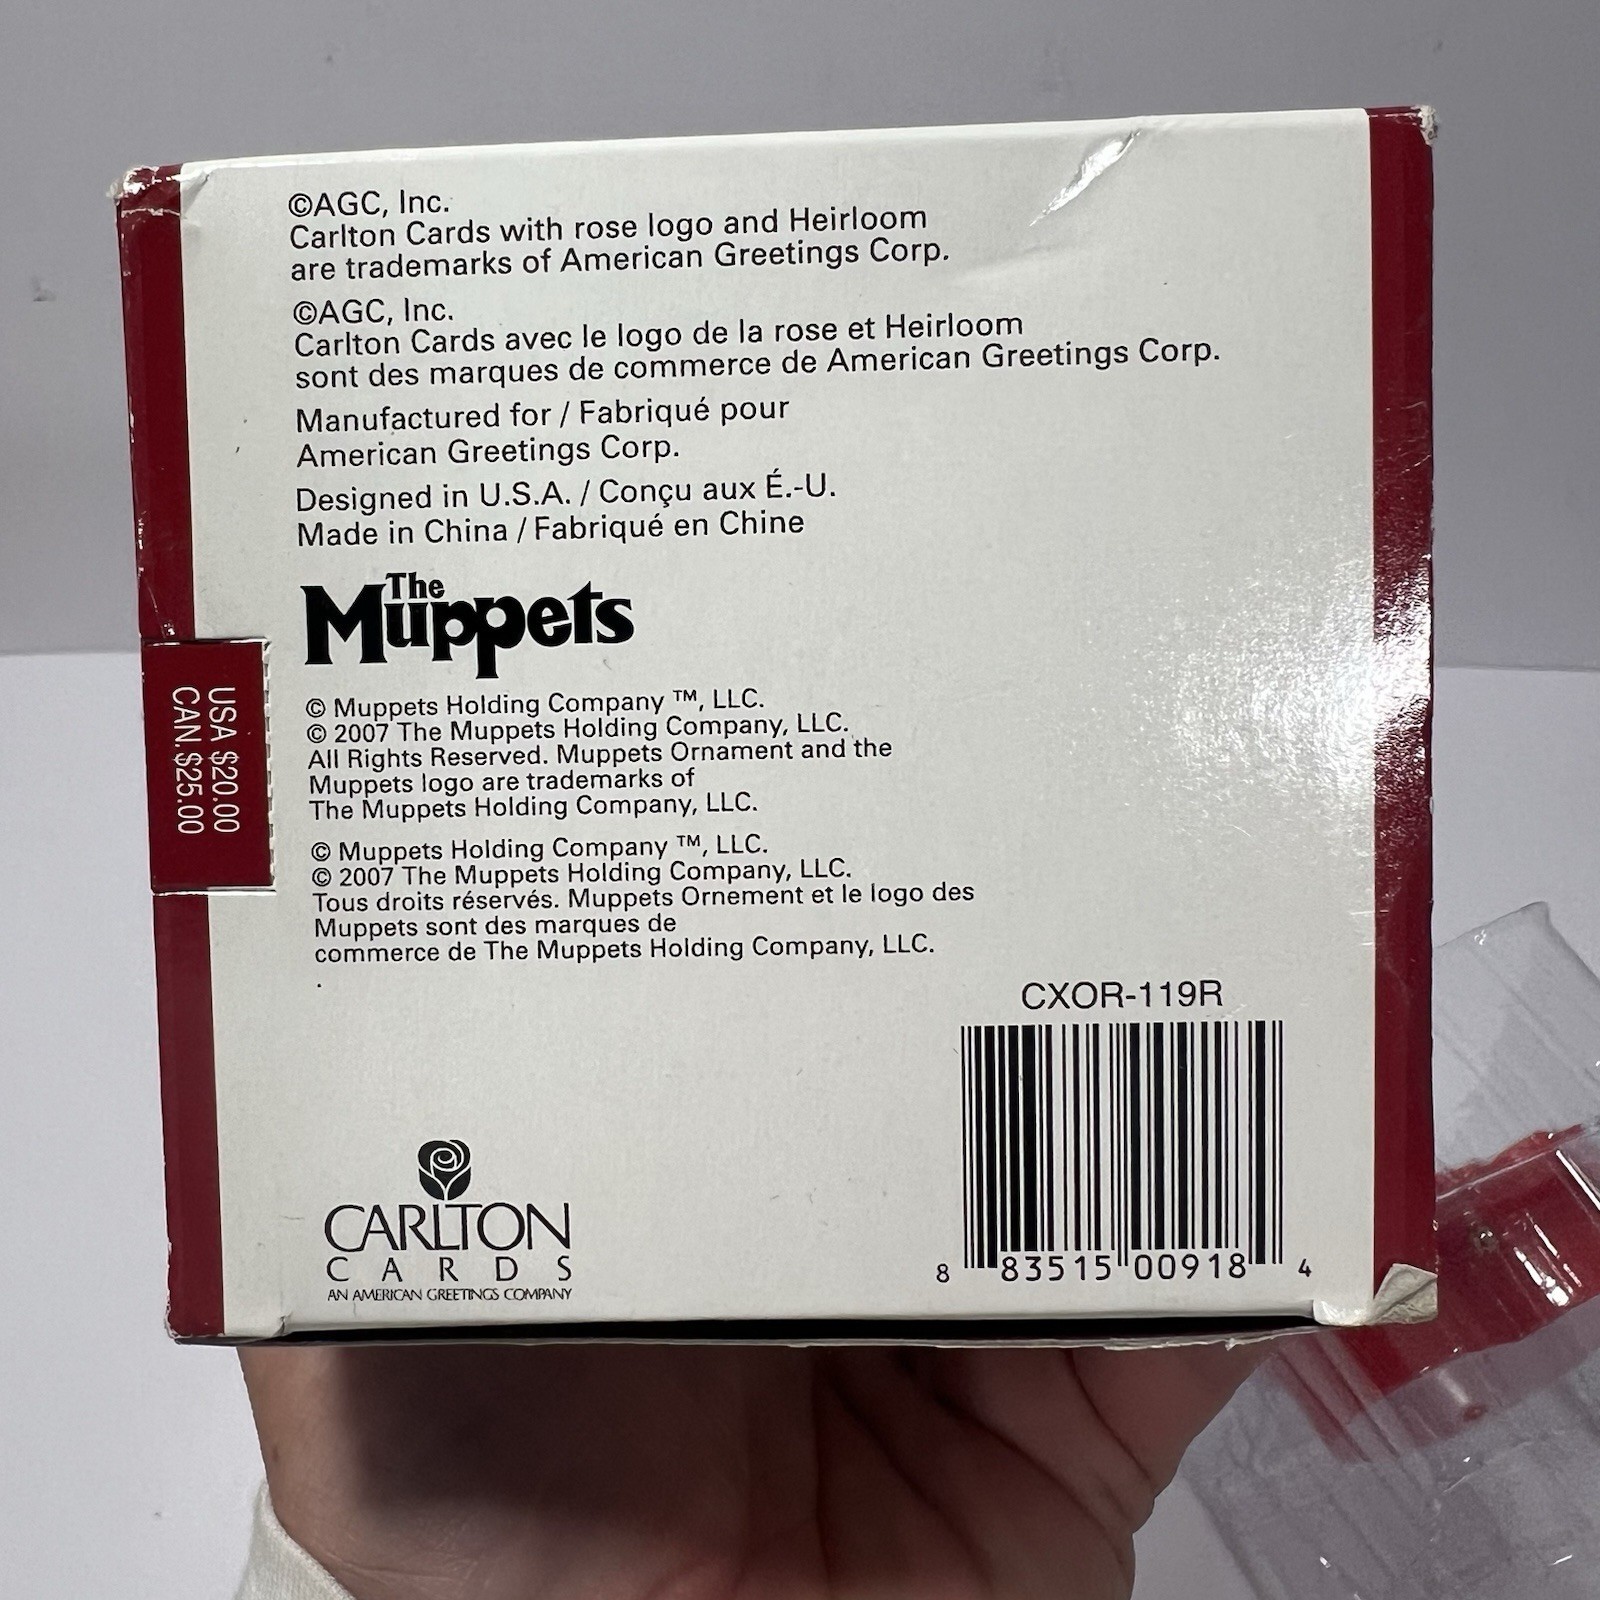 ©AGC, Inc.
Carlton Cards with rose logo and Heirloom
are trademarks of American Greetings Corp.
©AGC, Inc.
Carlton Cards avec le logo de la rose et Heirloom
sont des marques de commerce de American Greetings Corp.
Manufactured for / Fabriqué pour
American Greetings Corp.
Designed in U.S.A. / Conçu aux É.-U.
Made in China / Fabriqué en Chine
The
Muppets
© Muppets Holding Company ™, LLC.
© 2007 The Muppets Holding Company, LLC.
All Rights Reserved. Muppets Ornament and the
Muppets logo are trademarks of
The Muppets Holding Company, LLC.
© Muppets Holding Company ™, LLC.
© 2007 The Muppets Holding Company, LLC.
Tous droits réservés. Muppets Ornement et le logo des
Muppets sont des marques de
commerce de The Muppets Holding Company, LLC.
USA $20.00
CAN. $25.00
CXOR-119R
8 83515 00918 4
CARLTON
CARDS
AN AMERICAN GREETINGS COMPANY